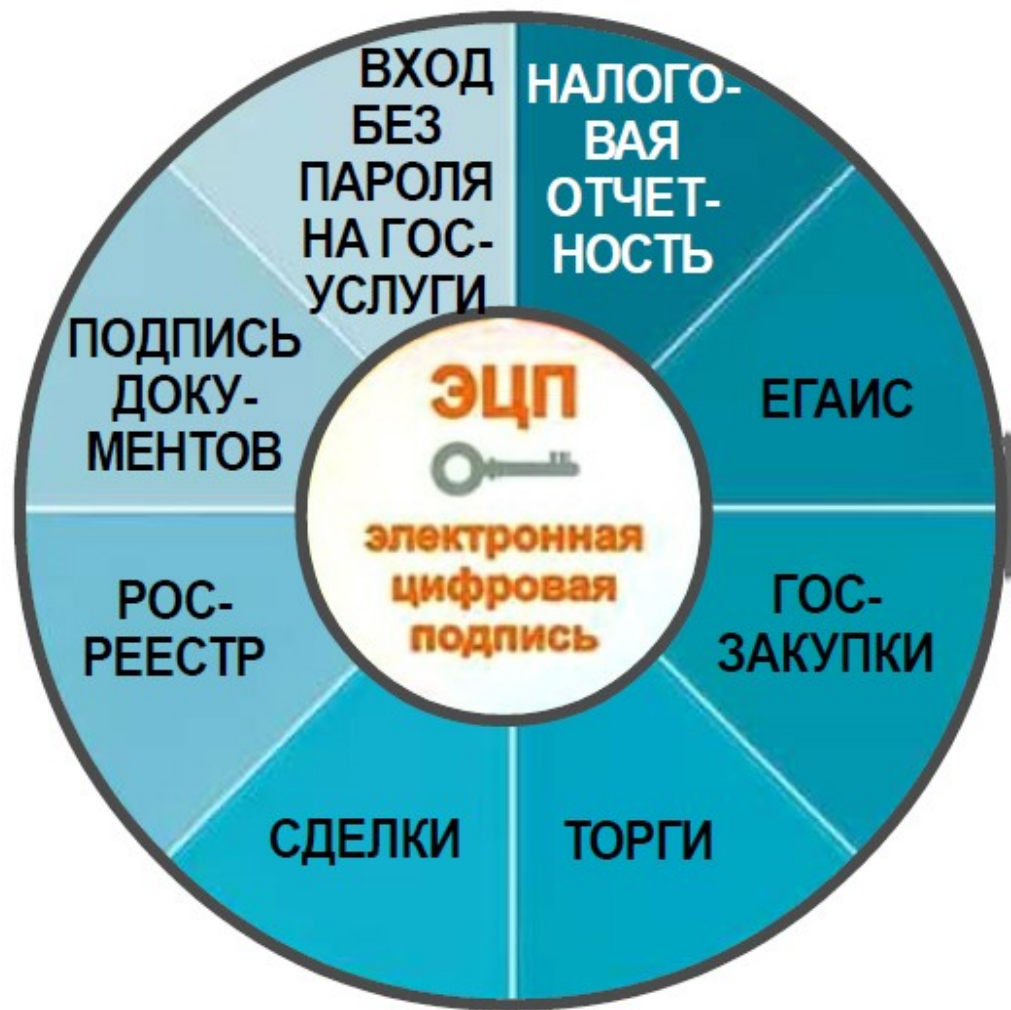 ВХОД
БЕЗ
ПАРОЛЯ
НА ГОС-
УСЛУГИ
НАЛОГО-
ВАЯ
ОТЧЕТ-
НОСТЬ
ЕГАИС
ГОС-
ЗАКУПКИ
ТОРГИ
СДЕЛКИ
РОС-
РЕЕСТР
ПОДПИСЬ
ДОКУ-
МЕНТОВ
ЭЦП
электронная
цифровая
подпись